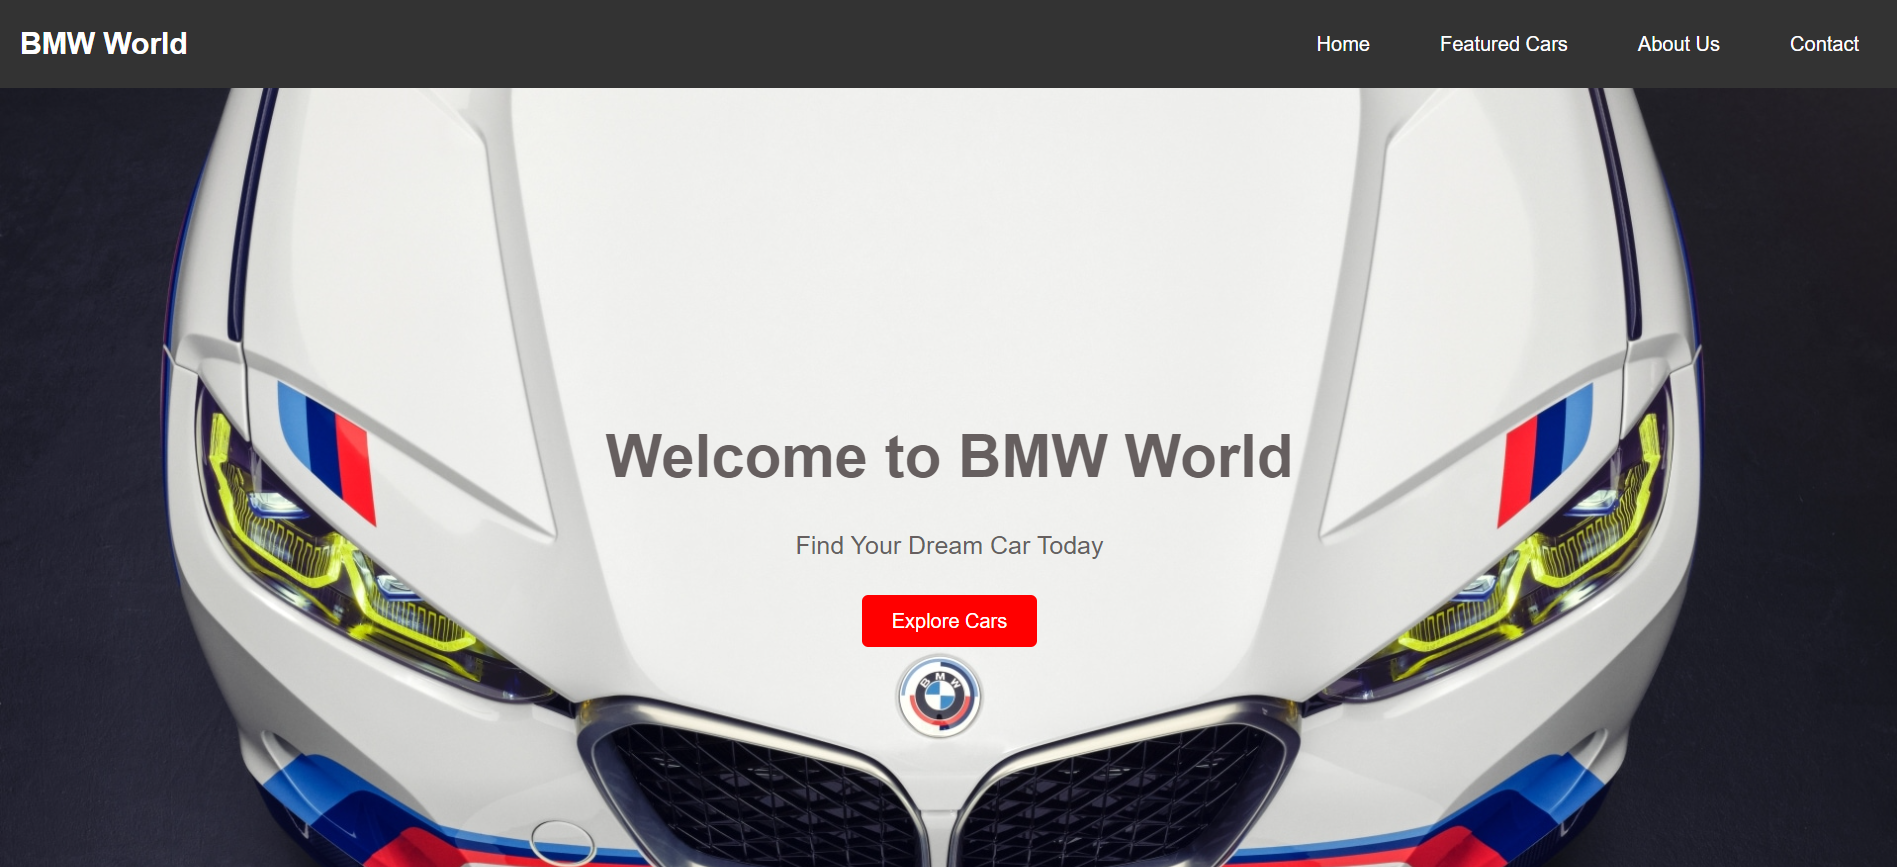 BMW World
Home
Featured Cars
About Us
Contact
Welcome to BMW World
Find Your Dream Car Today
Explore Cars
BMW